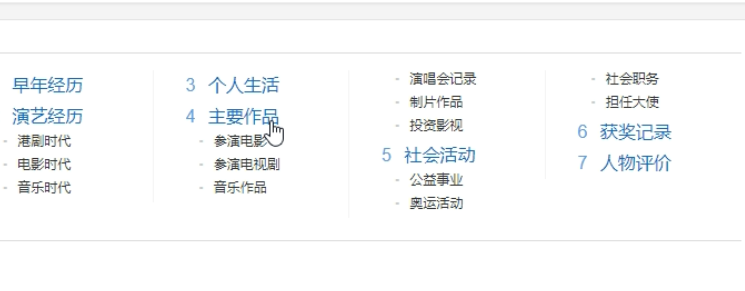 早年经历
演艺经历
- 港剧时代
- 电影时代
- 音乐时代
3 个人生活
4 主要作品
- 参演电影
- 参演电视剧
- 音乐作品
- 演唱会记录
- 制片作品
- 投资影视
5 社会活动
- 公益事业
- 奥运活动
- 社会职务
- 担任大使
6 获奖记录
7 人物评价